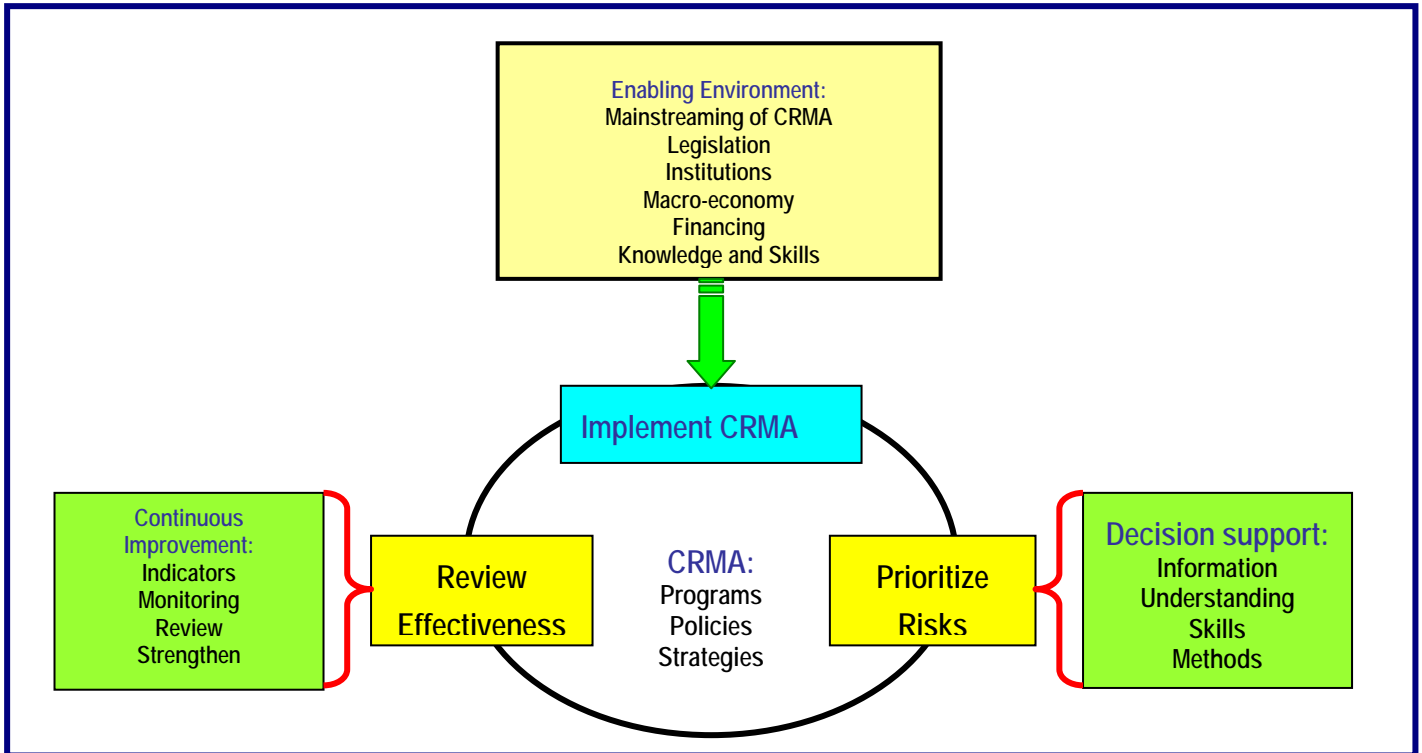 Enabling Environment:
Mainstreaming of CRMA
Legislation
Institutions
Macro-economy
Financing
Knowledge and Skills
Implement CRMA
Continuous
Improvement:
Indicators
Monitoring
Review
Strengthen
Review
Effectiveness
CRMA:
Programs
Policies
Strategies
Prioritize
Risks
Decision support:
Information
Understanding
Skills
Methods